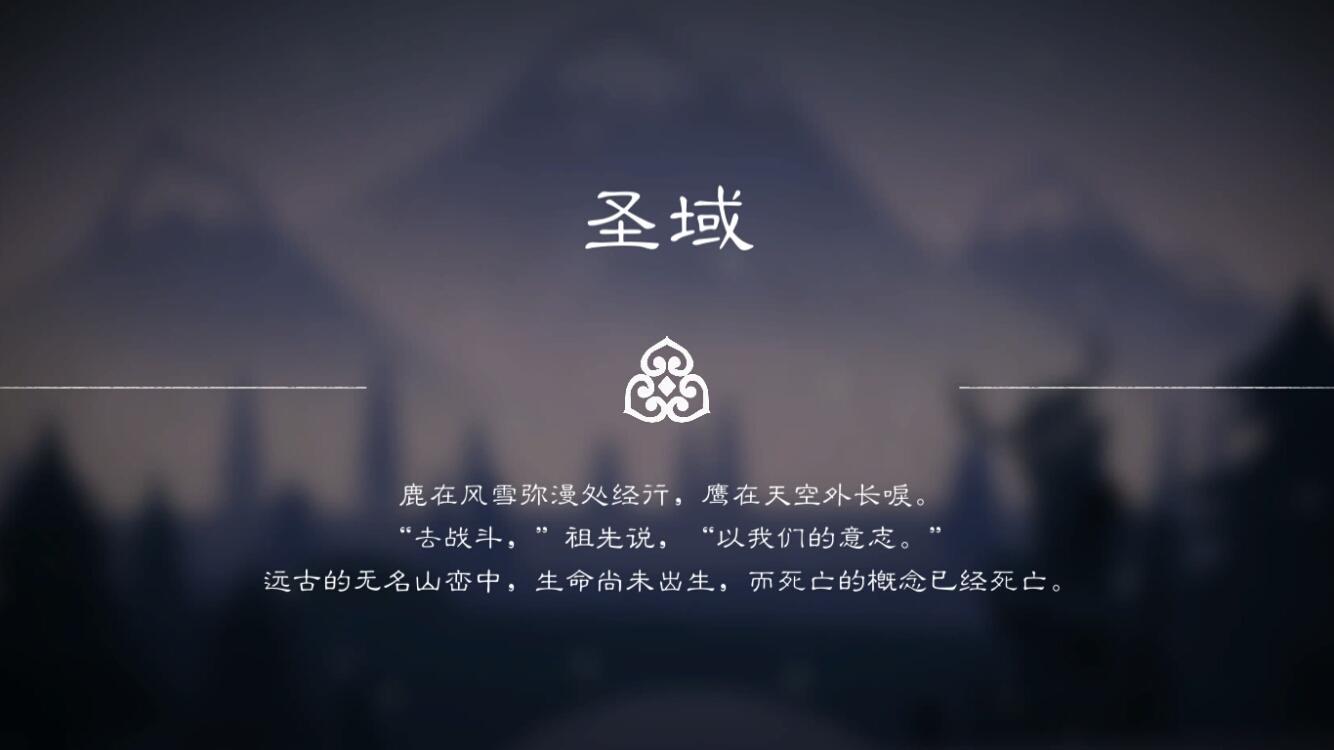 圣域
鹿在风雪弥漫处经行，鹰在天空外长唳。
“去战斗，”祖先说，“以我们的意志。”
远古的无名山峦中，生命尚未出生，而死亡的概念已经死亡。